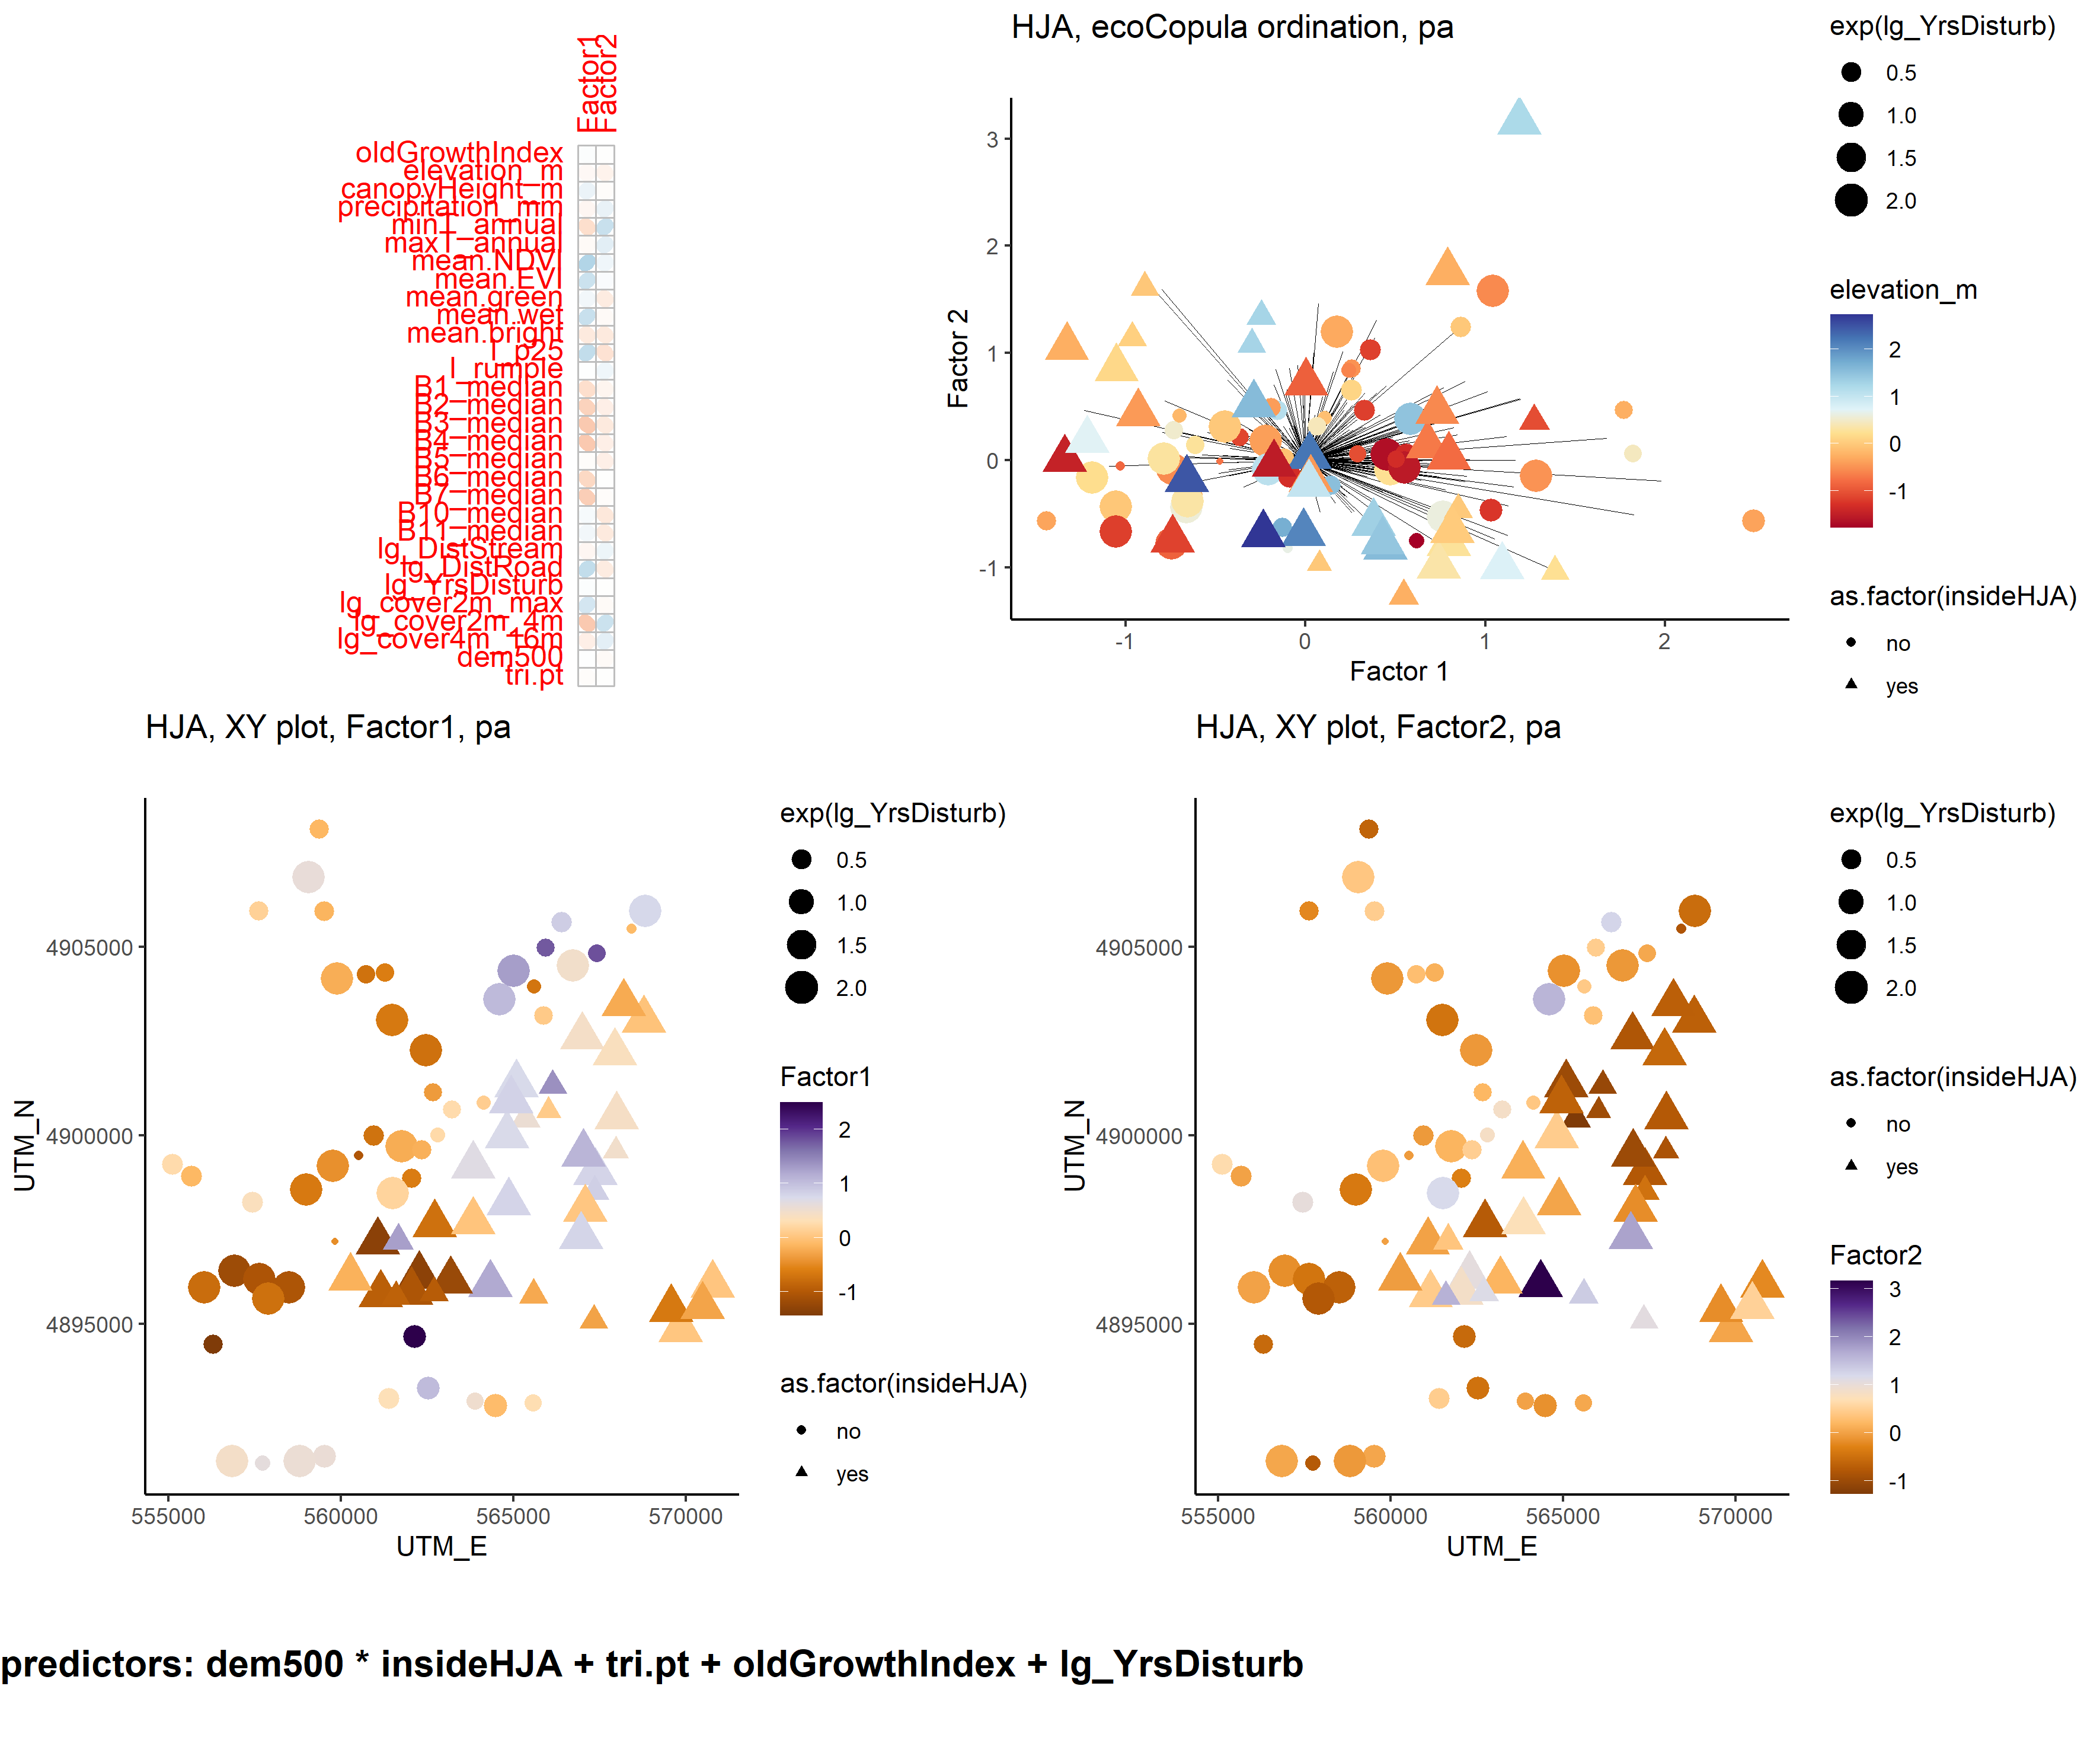 Factor1
Factor2
oldGrowthIndex
elevation_m
canopyHeight_m
precipitation_mm
minT_annual
maxT_annual
mean.NDVI
mean.EVI
mean.green
mean.wet
mean.bright
l_p25
l_rumple
B1_median
B2_median
B3_median
B4_median
B5_median
B6_median
B7_median
B10_median
B11_median
lg_DistStream
lg_DistRoad
lg_YrsDisturb
lg_cover2m_max
lg_cover2m_4m
lg_cover4m_16m
dem500
tri.pt
HJA, ecoCopula ordination, pa
Factor 2
3
2
1
0
-1
-1
0
1
2
Factor 1
exp(lg_YrsDisturb)
0.5
1.0
1.5
2.0
elevation_m
2
1
0
-1
as.factor(insideHJA)
no
yes
HJA, XY plot, Factor1, pa
UTM_N
4905000
4900000
4895000
555000
560000
565000
570000
UTM_E
exp(lg_YrsDisturb)
0.5
1.0
1.5
2.0
Factor1
2
1
0
-1
as.factor(insideHJA)
no
yes
HJA, XY plot, Factor2, pa
UTM_N
4905000
4900000
4895000
555000
560000
565000
570000
UTM_E
exp(lg_YrsDisturb)
0.5
1.0
1.5
2.0
as.factor(insideHJA)
no
yes
Factor2
3
2
1
0
-1
predictors: dem500 * insideHJA + tri.pt + oldGrowthIndex + lg_YrsDisturb